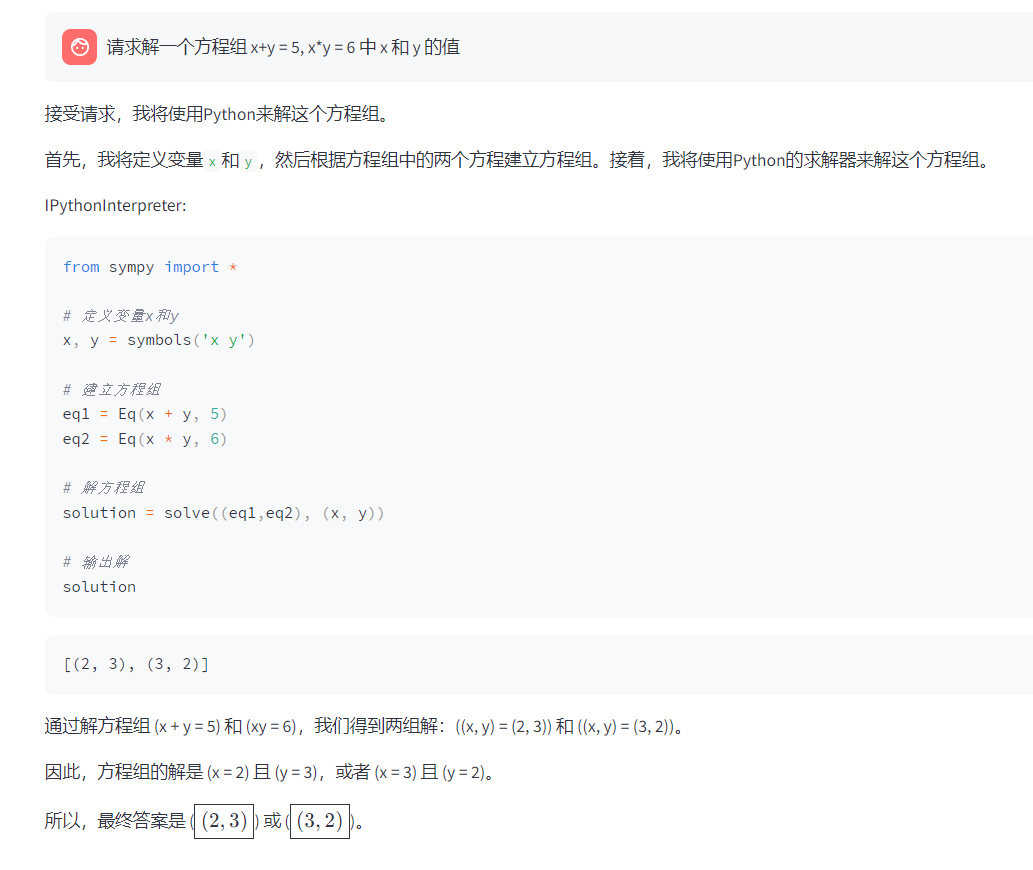 请求解一个方程组 x+y = 5, x*y = 6 中 x 和 y 的值
接受请求，我将使用Python来解这个方程组。
首先，我将定义变量 x 和 y ，然后根据方程组中的两个方程建立方程组。接着，我将使用Python的求解器来解这个方程组。
IPythonInterpreter:
from sympy import *
# 定义变量x和y
x, y = symbols('x y')
# 建立方程组
eq1 = Eq(x + y, 5)
eq2 = Eq(x * y, 6)
# 解方程组
solution = solve((eq1,eq2), (x, y))
# 输出解
solution
[(2, 3), (3, 2)]
通过解方程组 (x + y = 5) 和 (xy = 6)，我们得到两组解：((x, y) = (2, 3)) 和 ((x, y) = (3, 2))。
因此，方程组的解是 (x = 2) 且 (y = 3)，或者 (x = 3) 且 (y = 2)。
所以，最终答案是 ((2, 3)) 或 ((3, 2))。